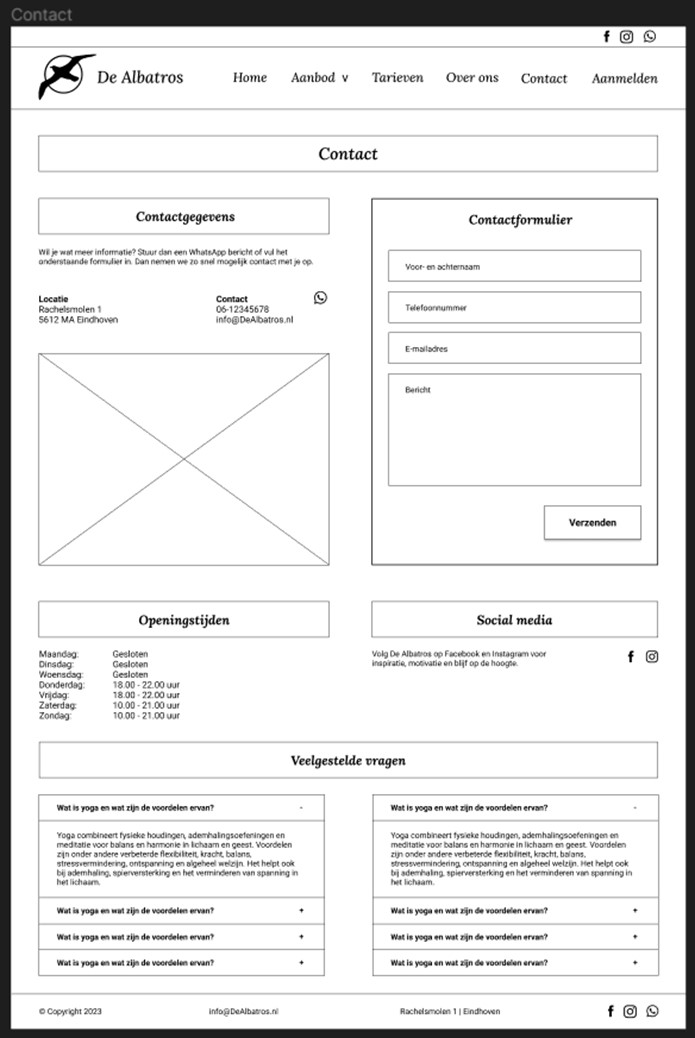 Contact
De Albatros
Home Aanbod v Tarieven Over ons Contact Aanmelden
Contact
Contactgegevens
Wil je wat meer informatie? Stuur dan een WhatsApp bericht of vul het
onderstaande formulier in. Dan nemen we zo snel mogelijk contact met je op.
Locatie
Rachelsmolen 1
5612 MA Eindhoven
Contact
06-12345678
info@DeAlbatros.nl
Contactformulier
Voor- en achternaam
Telefoonnummer
E-mailadres
Bericht
Verzenden
Openingstijden
Maandag: Gesloten
Dinsdag: Gesloten
Woensdag: Gesloten
Donderdag: 18.00 - 22.00 uur
Vrijdag: 18.00 - 22.00 uur
Zaterdag: 10.00 - 21.00 uur
Zondag: 10.00 - 21.00 uur
Social media
Volg De Albatros op Facebook en Instagram voor
inspiratie, motivatie en blijf op de hoogte.
Veelgestelde vragen
Wat is yoga en wat zijn de voordelen ervan? -
Yoga combineert fysieke houdingen, ademhalingsoefeningen en
meditatie voor balans en harmonie in lichaam en geest. Voordelen
zijn onder andere verbeterde flexibiliteit, kracht, balans,
stressvermindering, ontspanning en algeheel welzijn. Het helpt ook
bij ademhaling, spierversterking en het verminderen van spanning in
het lichaam.
Wat is yoga en wat zijn de voordelen ervan? +
Wat is yoga en wat zijn de voordelen ervan? +
Wat is yoga en wat zijn de voordelen ervan? +
Wat is yoga en wat zijn de voordelen ervan? -
Yoga combineert fysieke houdingen, ademhalingsoefeningen en
meditatie voor balans en harmonie in lichaam en geest. Voordelen
zijn onder andere verbeterde flexibiliteit, kracht, balans,
stressvermindering, ontspanning en algeheel welzijn. Het helpt ook
bij ademhaling, spierversterking en het verminderen van spanning in
het lichaam.
Wat is yoga en wat zijn de voordelen ervan? +
Wat is yoga en wat zijn de voordelen ervan? +
Wat is yoga en wat zijn de voordelen ervan? +
© Copyright 2023 info@DeAlbatros.nl Rachelsmolen 1 | Eindhoven